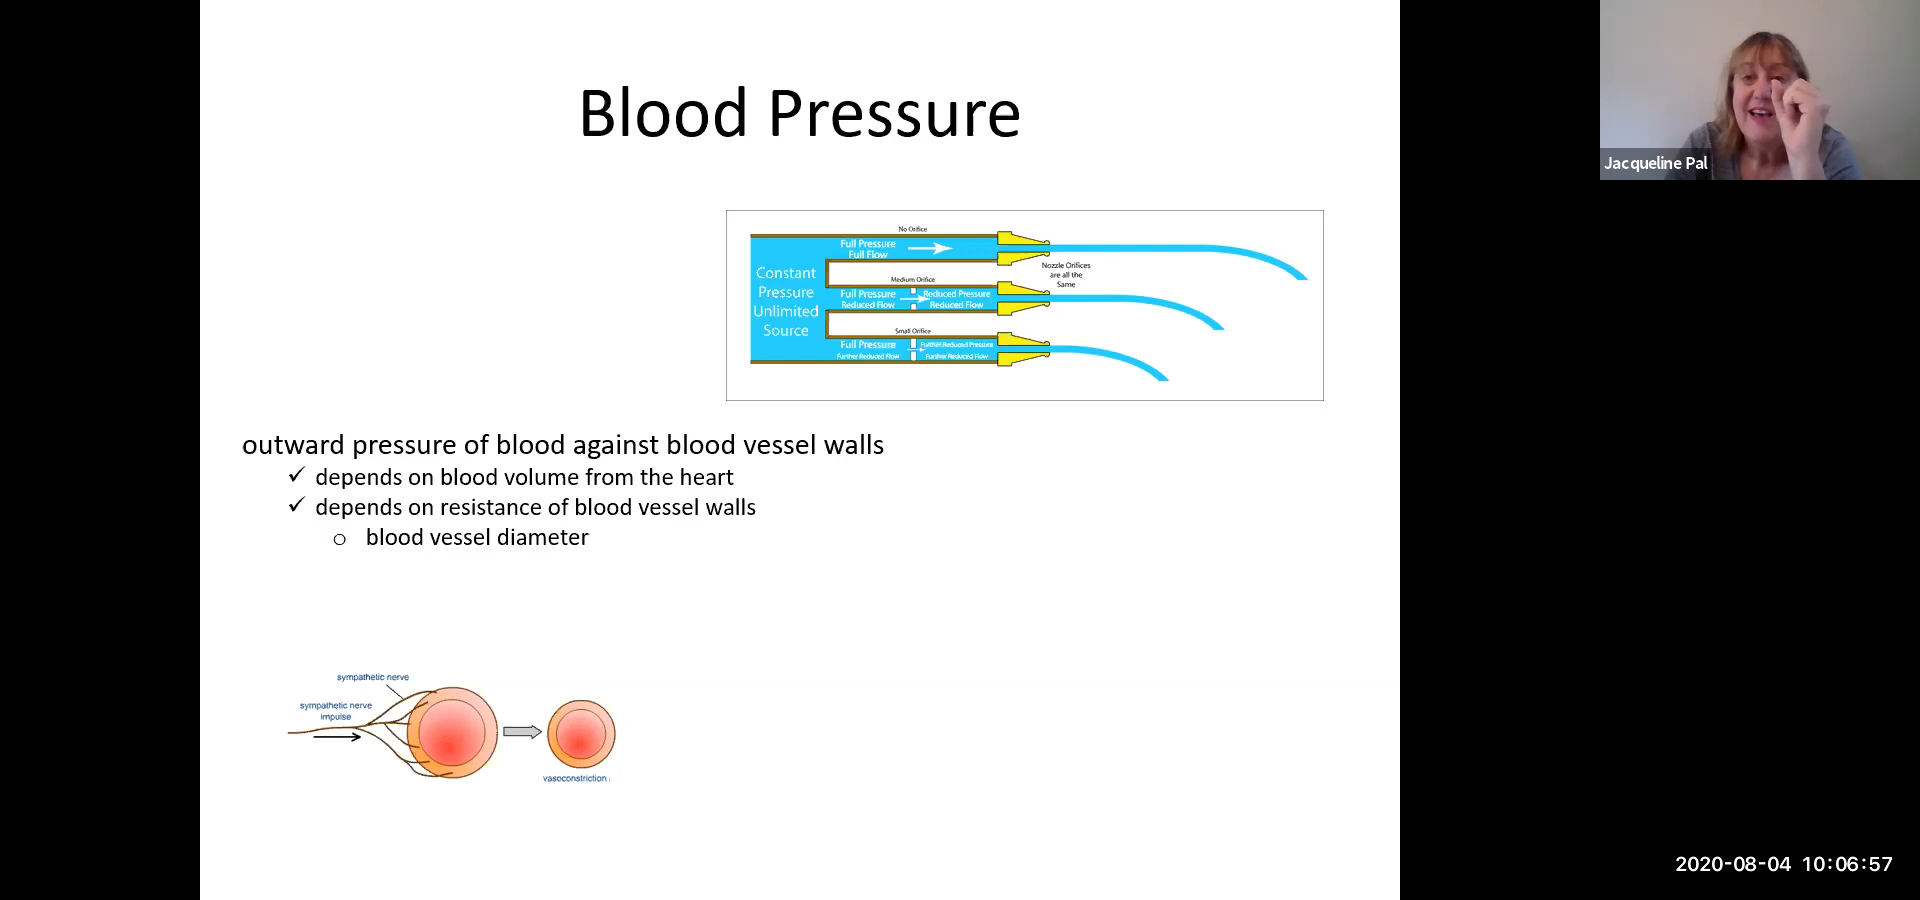 Blood Pressure
Jacqueline Pal
No Orifice
Full Pressure
Full Flow
Constant
Pressure
Unlimited
Source
Nozzle Orifices
are all the
Same
Medium Orifice
Full Pressure
Reduced Flow
Reduced Pressure
Reduced Flow
Small Orifice
Full Pressure
Further Reduced Flow
Further Reduced Pressure
Further Reduced Flow
outward pressure of blood against blood vessel walls
✓ depends on blood volume from the heart
✓ depends on resistance of blood vessel walls
o blood vessel diameter
sympathetic nerve
sympathetic nerve
impulse
vasoconstriction
2020-08-04 10:06:57